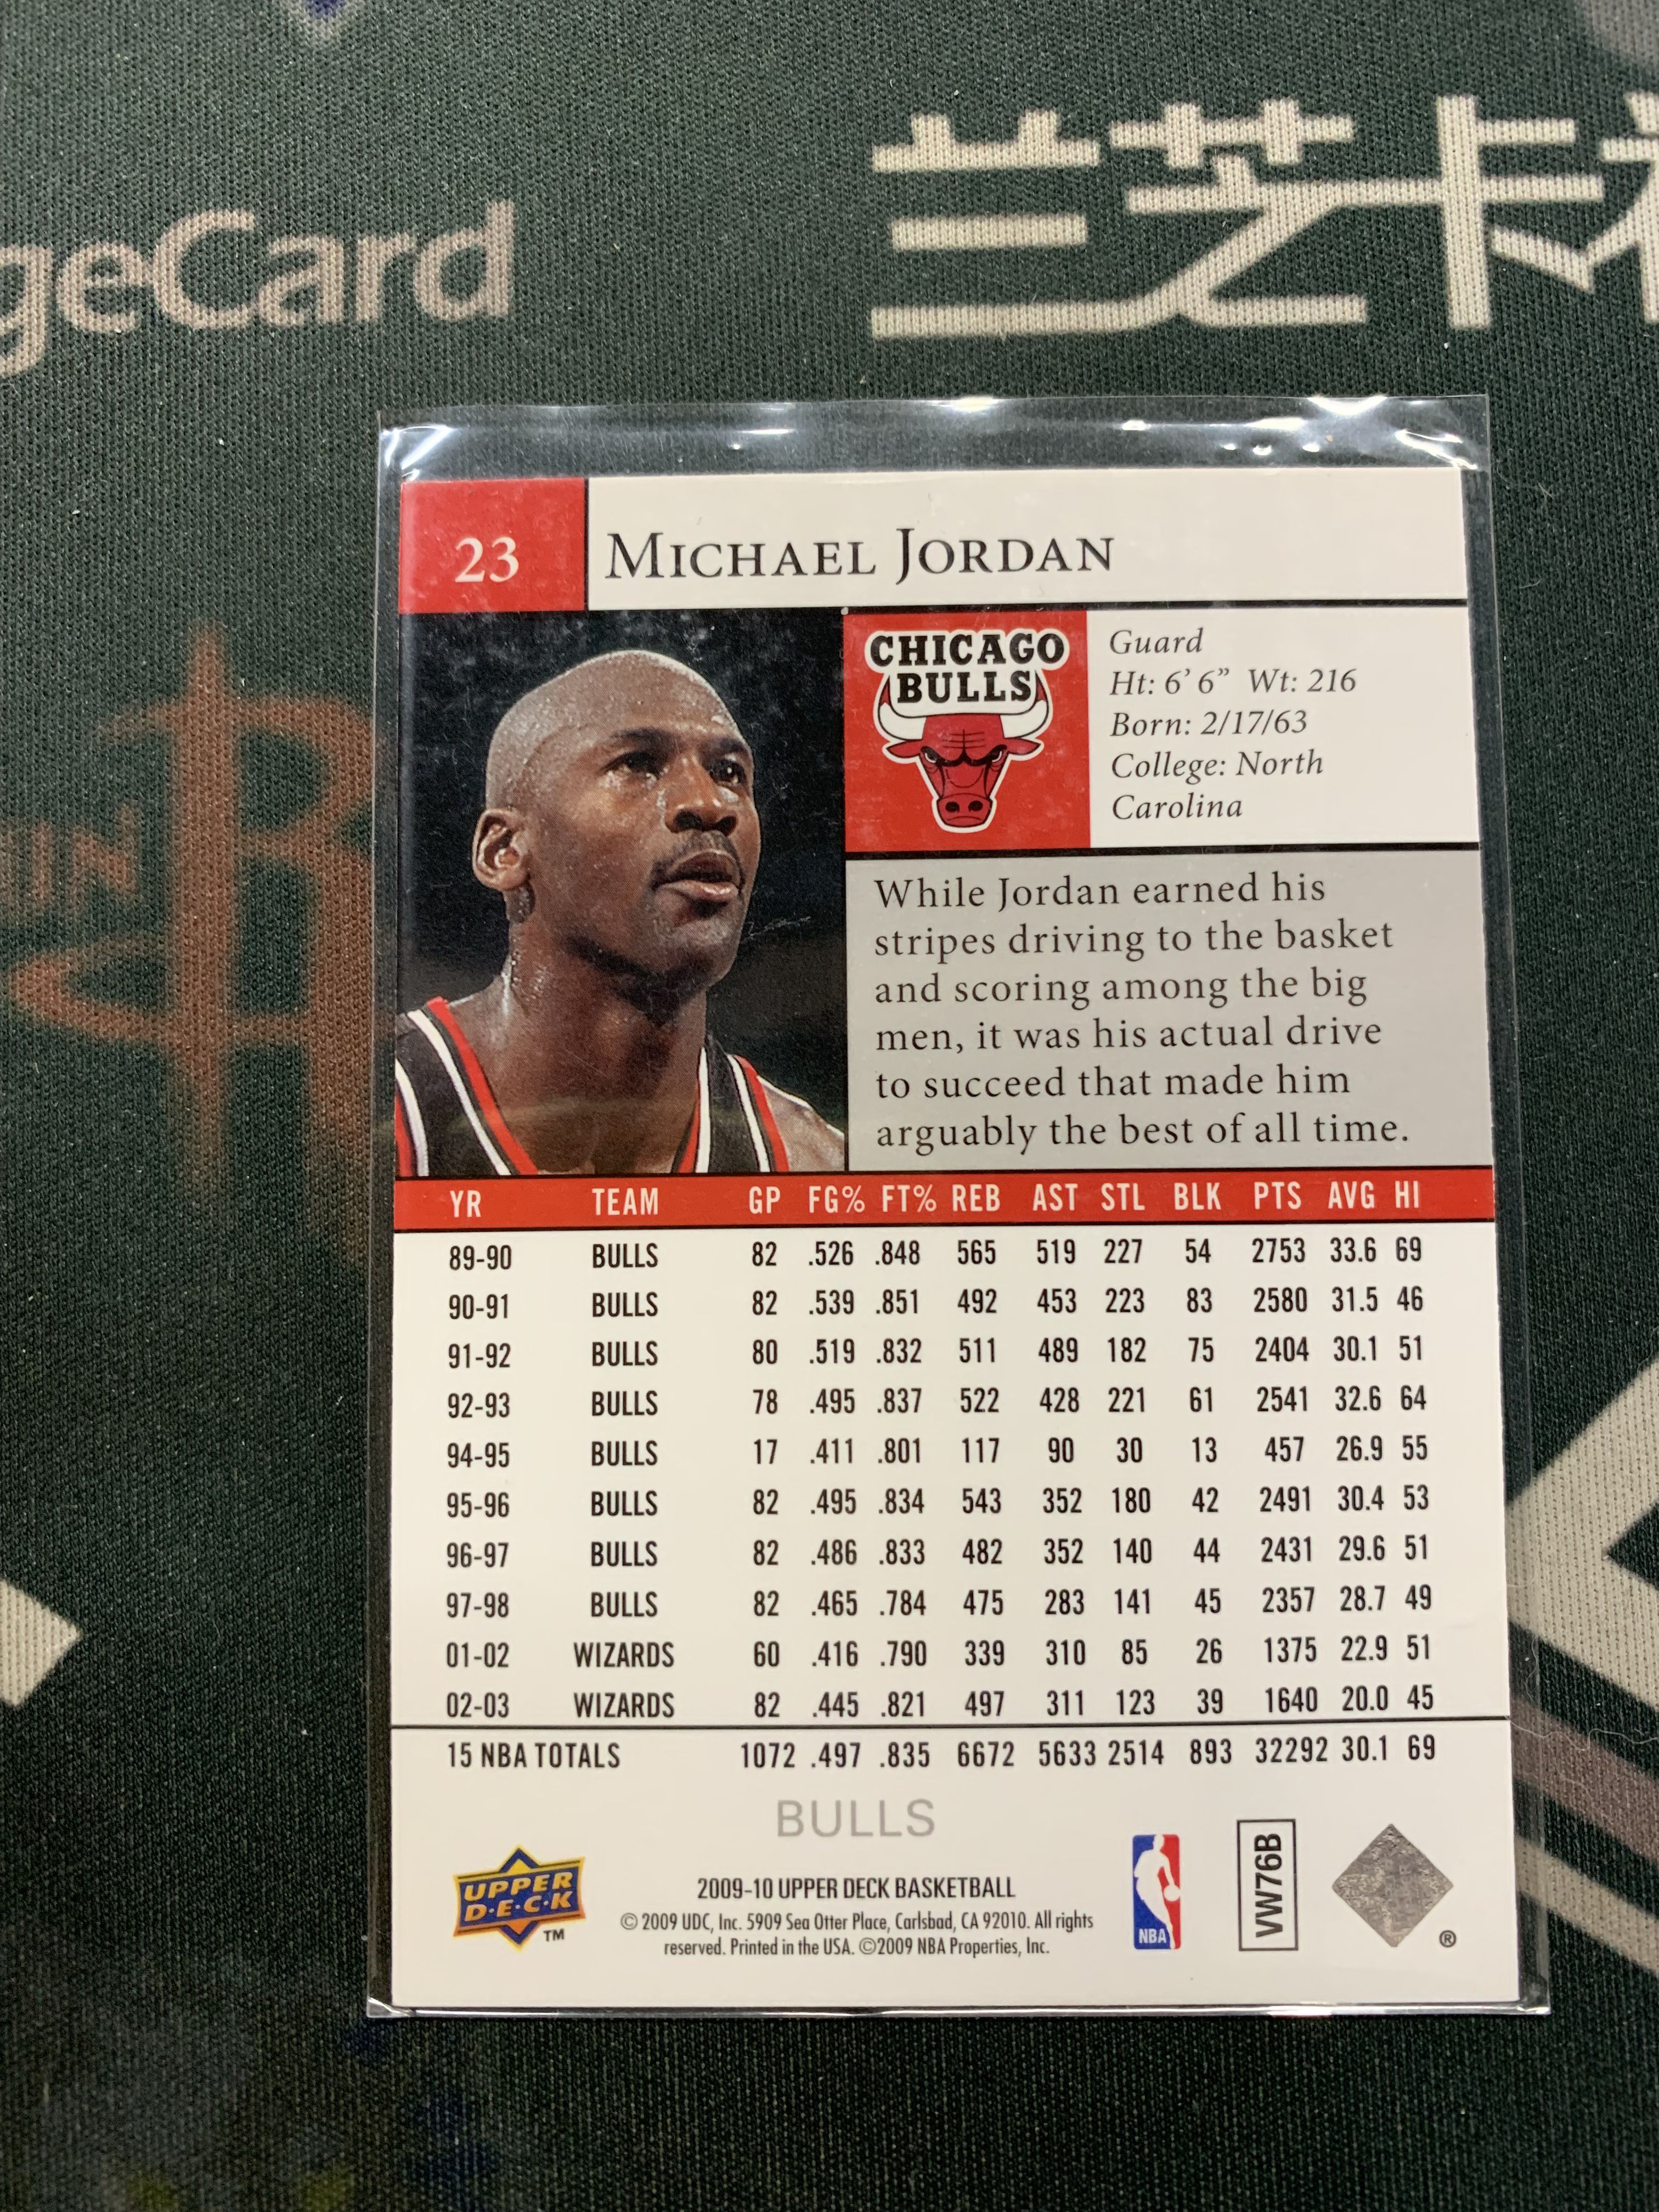 geCard
兰芝卡
IN
R
23 MICHAEL JORDAN
CHICAGO
BULLS
Guard
Ht: 6’ 6” Wt: 216
Born: 2/17/63
College: North
Carolina
While Jordan earned his
stripes driving to the basket
and scoring among the big
men, it was his actual drive
to succeed that made him
arguably the best of all time.
YR TEAM GP FG% FT% REB AST STL BLK PTS AVG HI
89-90 BULLS 82 .526 .848 565 519 227 54 2753 33.6 69
90-91 BULLS 82 .539 .851 492 453 223 83 2580 31.5 46
91-92 BULLS 80 .519 .832 511 489 182 75 2404 30.1 51
92-93 BULLS 78 .495 .837 522 428 221 61 2541 32.6 64
94-95 BULLS 17 .411 .801 117 90 30 13 457 26.9 55
95-96 BULLS 82 .495 .834 543 352 180 42 2491 30.4 53
96-97 BULLS 82 .486 .833 482 352 140 44 2431 29.6 51
97-98 BULLS 82 .465 .784 475 283 141 45 2357 28.7 49
01-02 WIZARDS 60 .416 .790 339 310 85 26 1375 22.9 51
02-03 WIZARDS 82 .445 .821 497 311 123 39 1640 20.0 45
15 NBA TOTALS 1072 .497 .835 6672 5633 2514 893 32292 30.1 69
BULLS
UPPER
D·E·C·K
TM
2009-10 UPPER DECK BASKETBALL
© 2009 UDC, Inc. 5909 Sea Otter Place, Carlsbad, CA 92010. All rights
reserved. Printed in the USA. ©2009 NBA Properties, Inc.
NBA
VW76B
®